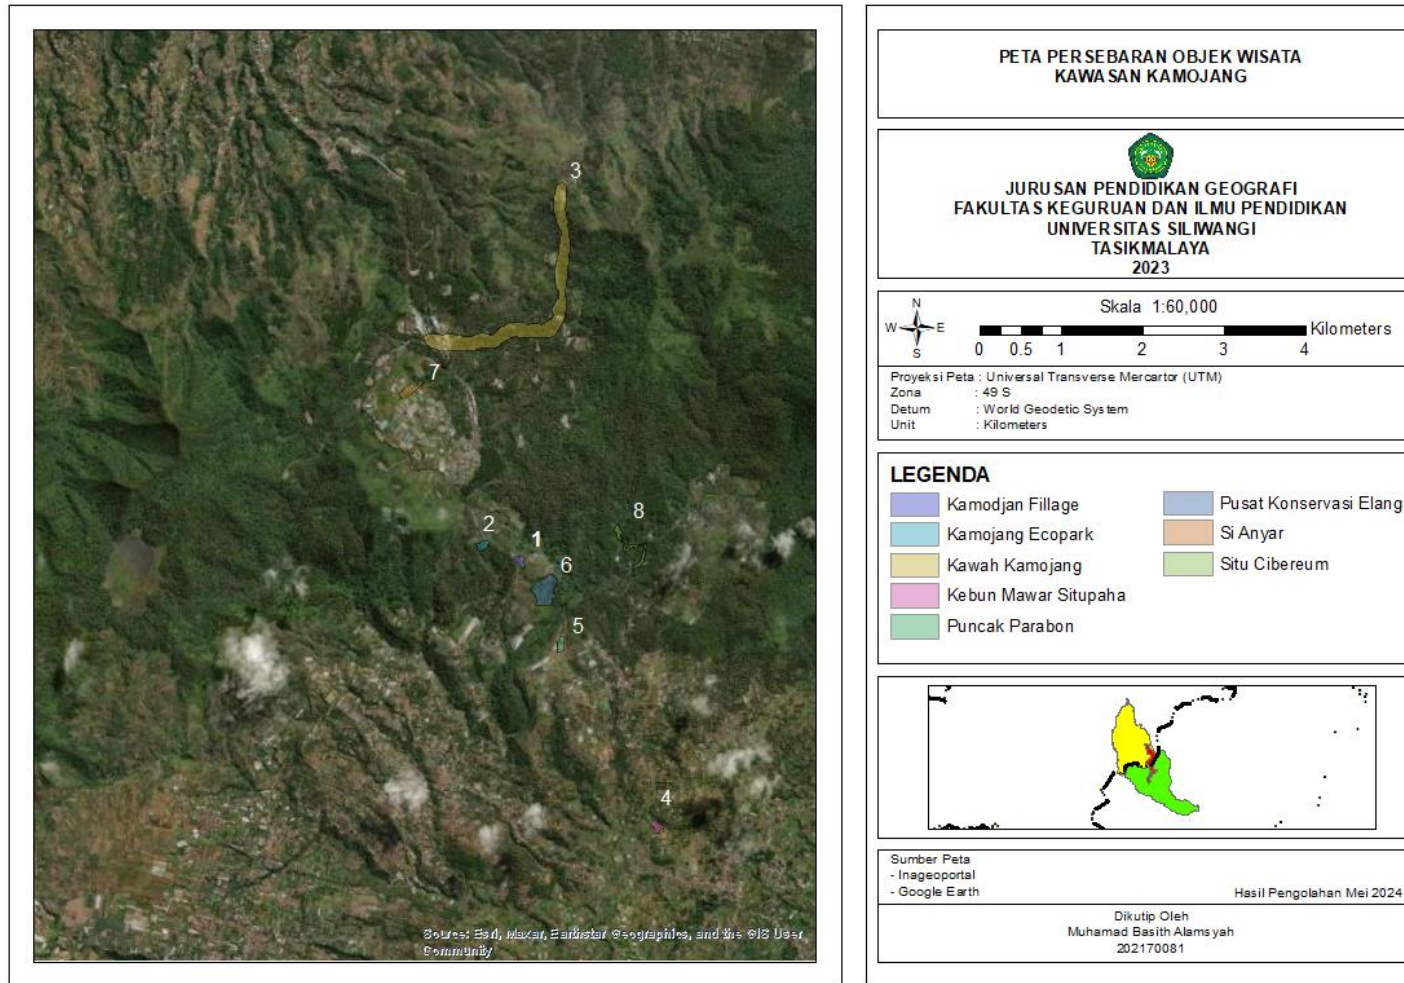 3
7
8
2
1
6
5
4
Source: Esri, Maxar, Earthstar Geographics, and the GIS User
Community
PETA PERSEBARAN OBJEK WISATA
KAWASAN KAMOJANG
JURUSAN PENDIDIKAN GEOGRAFI
FAKULTAS KEGURUAN DAN ILMU PENDIDIKAN
UNIVERSITAS SILIWANGI
TASIKMALAYA
2023
N
W E
S
Skala 1:60,000
Kilometers
0 0.5 1 2 3 4
Proyeksi Peta : Universal Transverse Mercartor (UTM)
Zona : 49 S
Detum : World Geodetic System
Unit : Kilometers
LEGENDA
Kamodjan Fillage
Kamojang Ecopark
Kawah Kamojang
Kebun Mawar Situpaha
Puncak Parabon
Pusat Konservasi Elang
Si Anyar
Situ Cibereum
Sumber Peta
- Inageoportal
- Google Earth
Hasil Pengolahan Mei 2024
Dikutip Oleh
Muhamad Basith Alamsyah
202170081